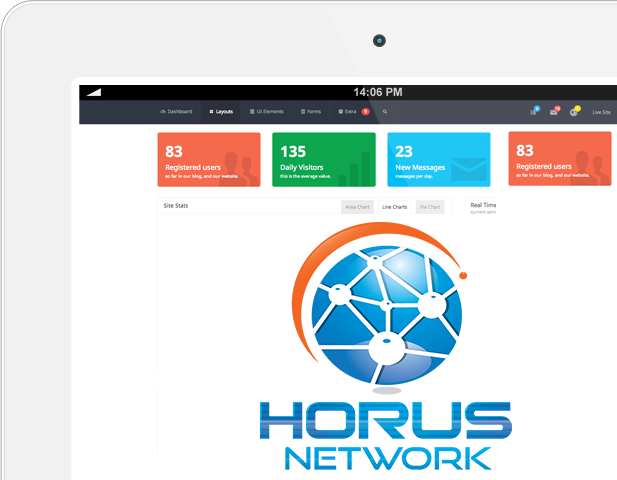 14:06 PM
Dashboard Layouts UI Elements Forms Extra Live Site
83
Registered users
so far in our blog, and our website.
135
Daily Visitors
this is the average value.
23
New Messages
messages per day.
83
Registered users
so far in our blog, and our website.
Site Stats Area Chart Line Charts Pie Chart
Real Time
current serv
HORUS
NETWORK